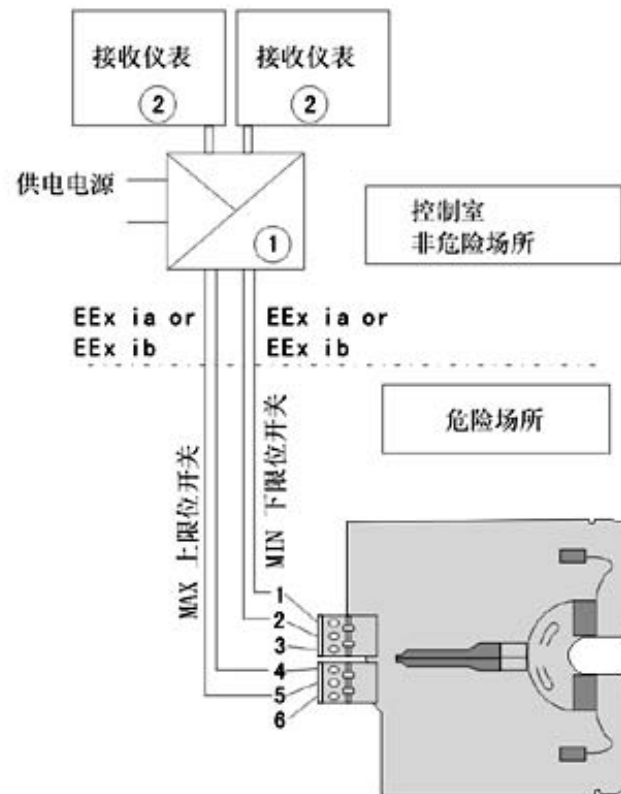 接收仪表
②
接收仪表
②
供电电源
①
控制室
非危险场所
EEx ia or
EEx ib
EEx ia or
EEx ib
危险场所
MAX 上限位开关
MIN 下限位开关
1
2
3
4
5
6